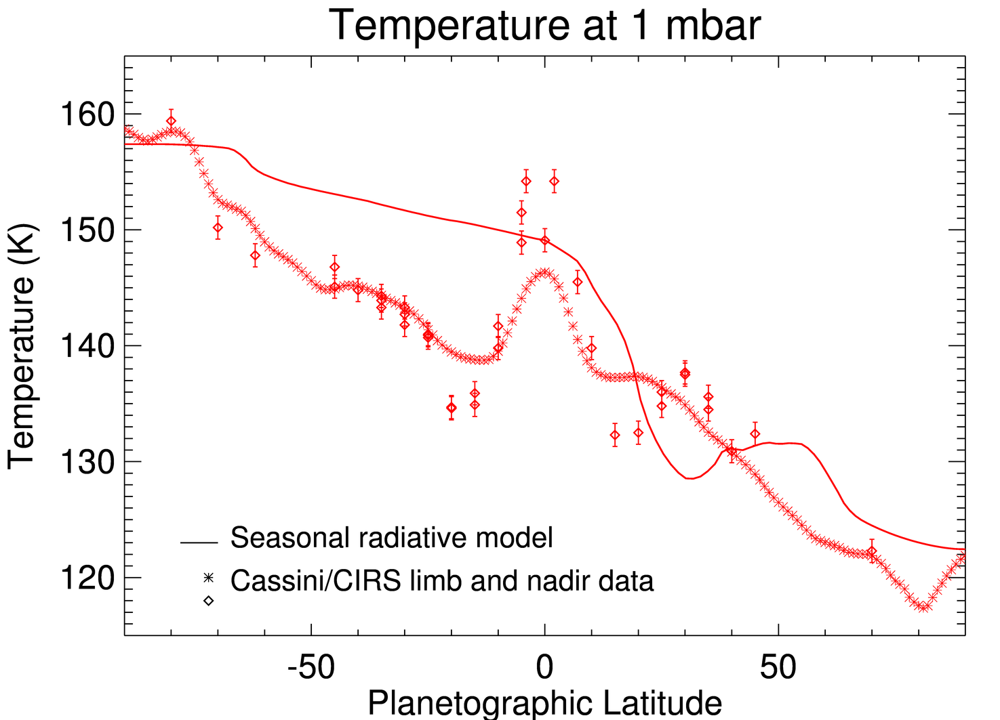 Temperature at 1 mbar
Temperature (K)
160
150
140
130
120
Seasonal radiative model
Cassini/CIRS limb and nadir data
-50 0 50
Planetographic Latitude